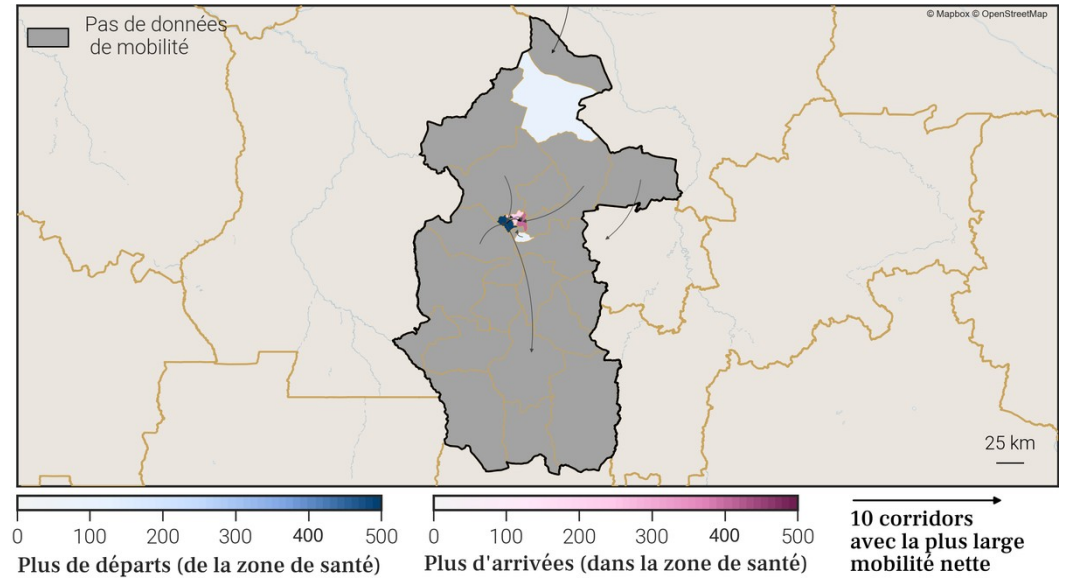 © Mapbox © OpenStreetMap
Pas de données
de mobilité
25 km
0 100 200 300 400 500
Plus de départs (de la zone de santé)
0 100 200 300 400 500
Plus d'arrivées (dans la zone de santé)
10 corridors
avec la plus large
mobilité nette